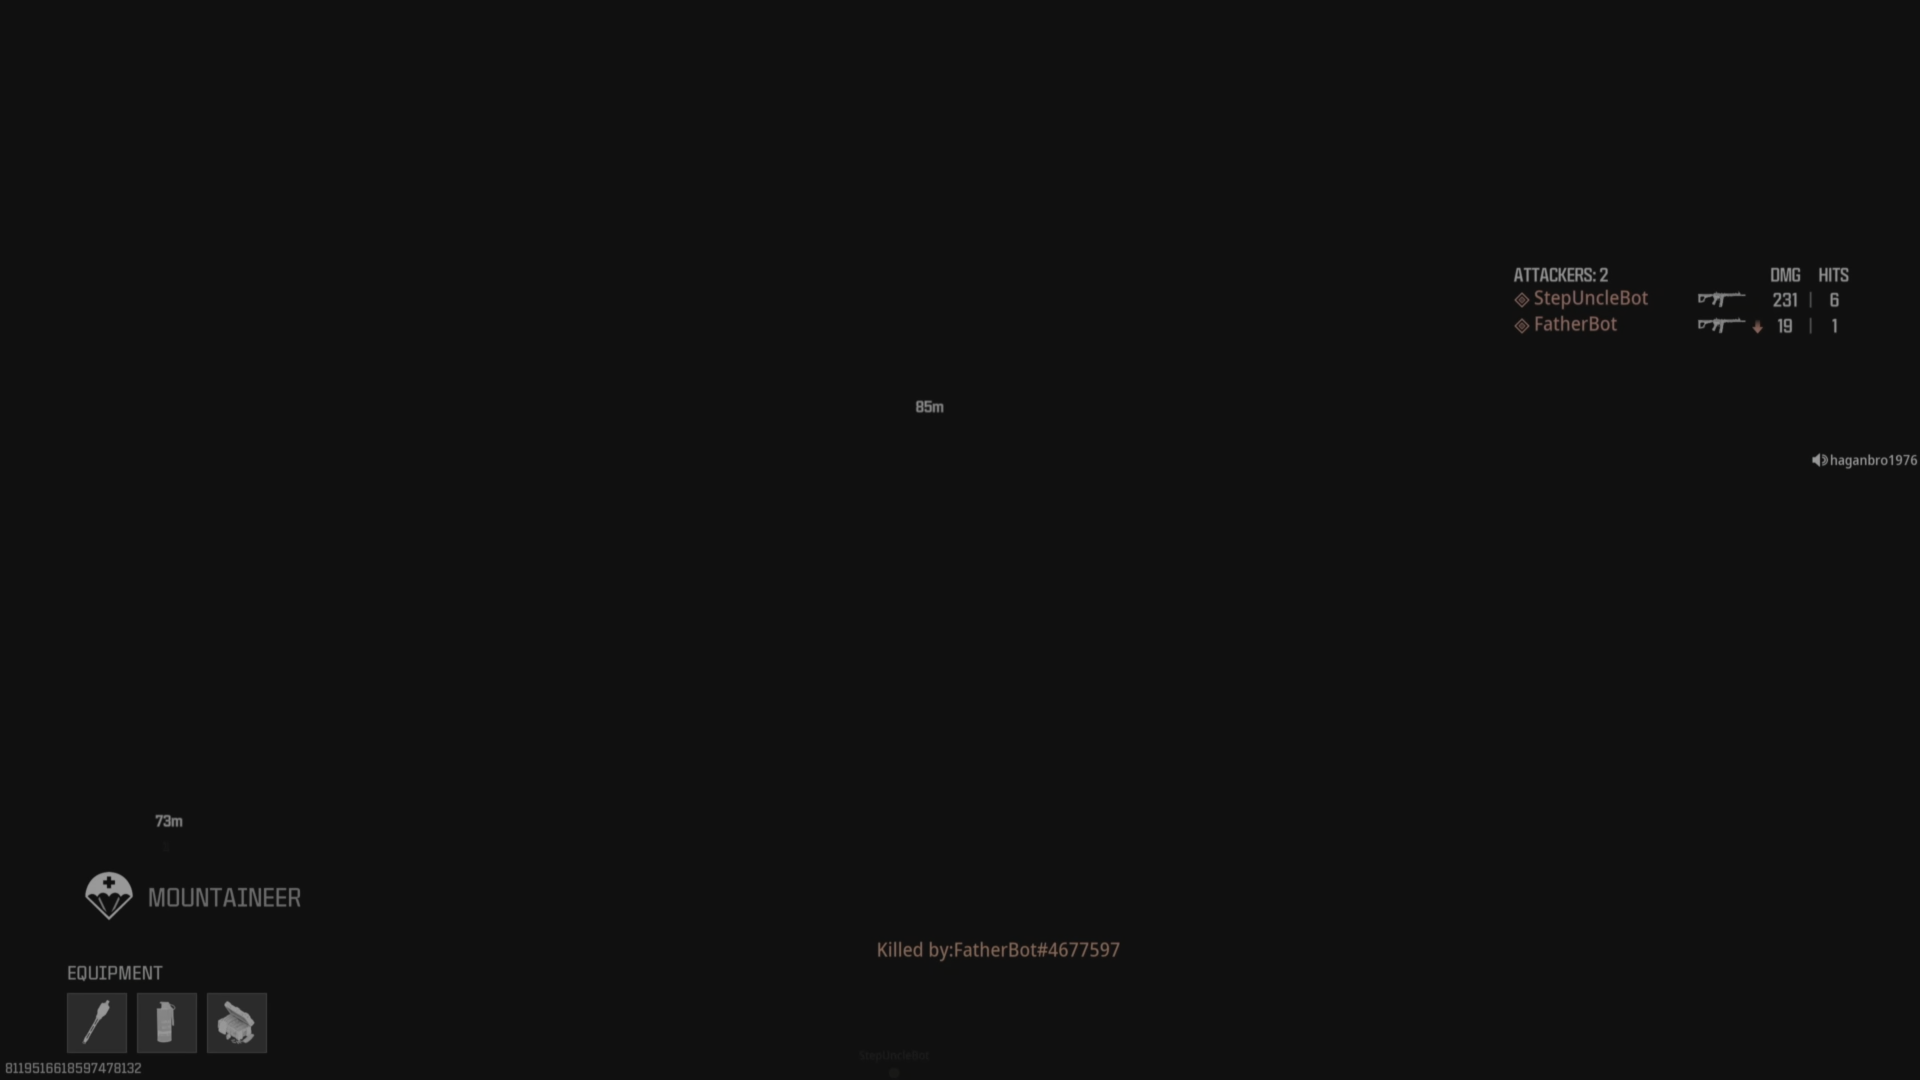 ATTACKERS: 2 DMG HITS
StepUncleBot 231 | 6
FatherBot 19 | 1
85m
haganbro1976
73m
MOUNTAINEER
Killed by:FatherBot#4677597
EQUIPMENT
StepUncleBot
8119516618597478132